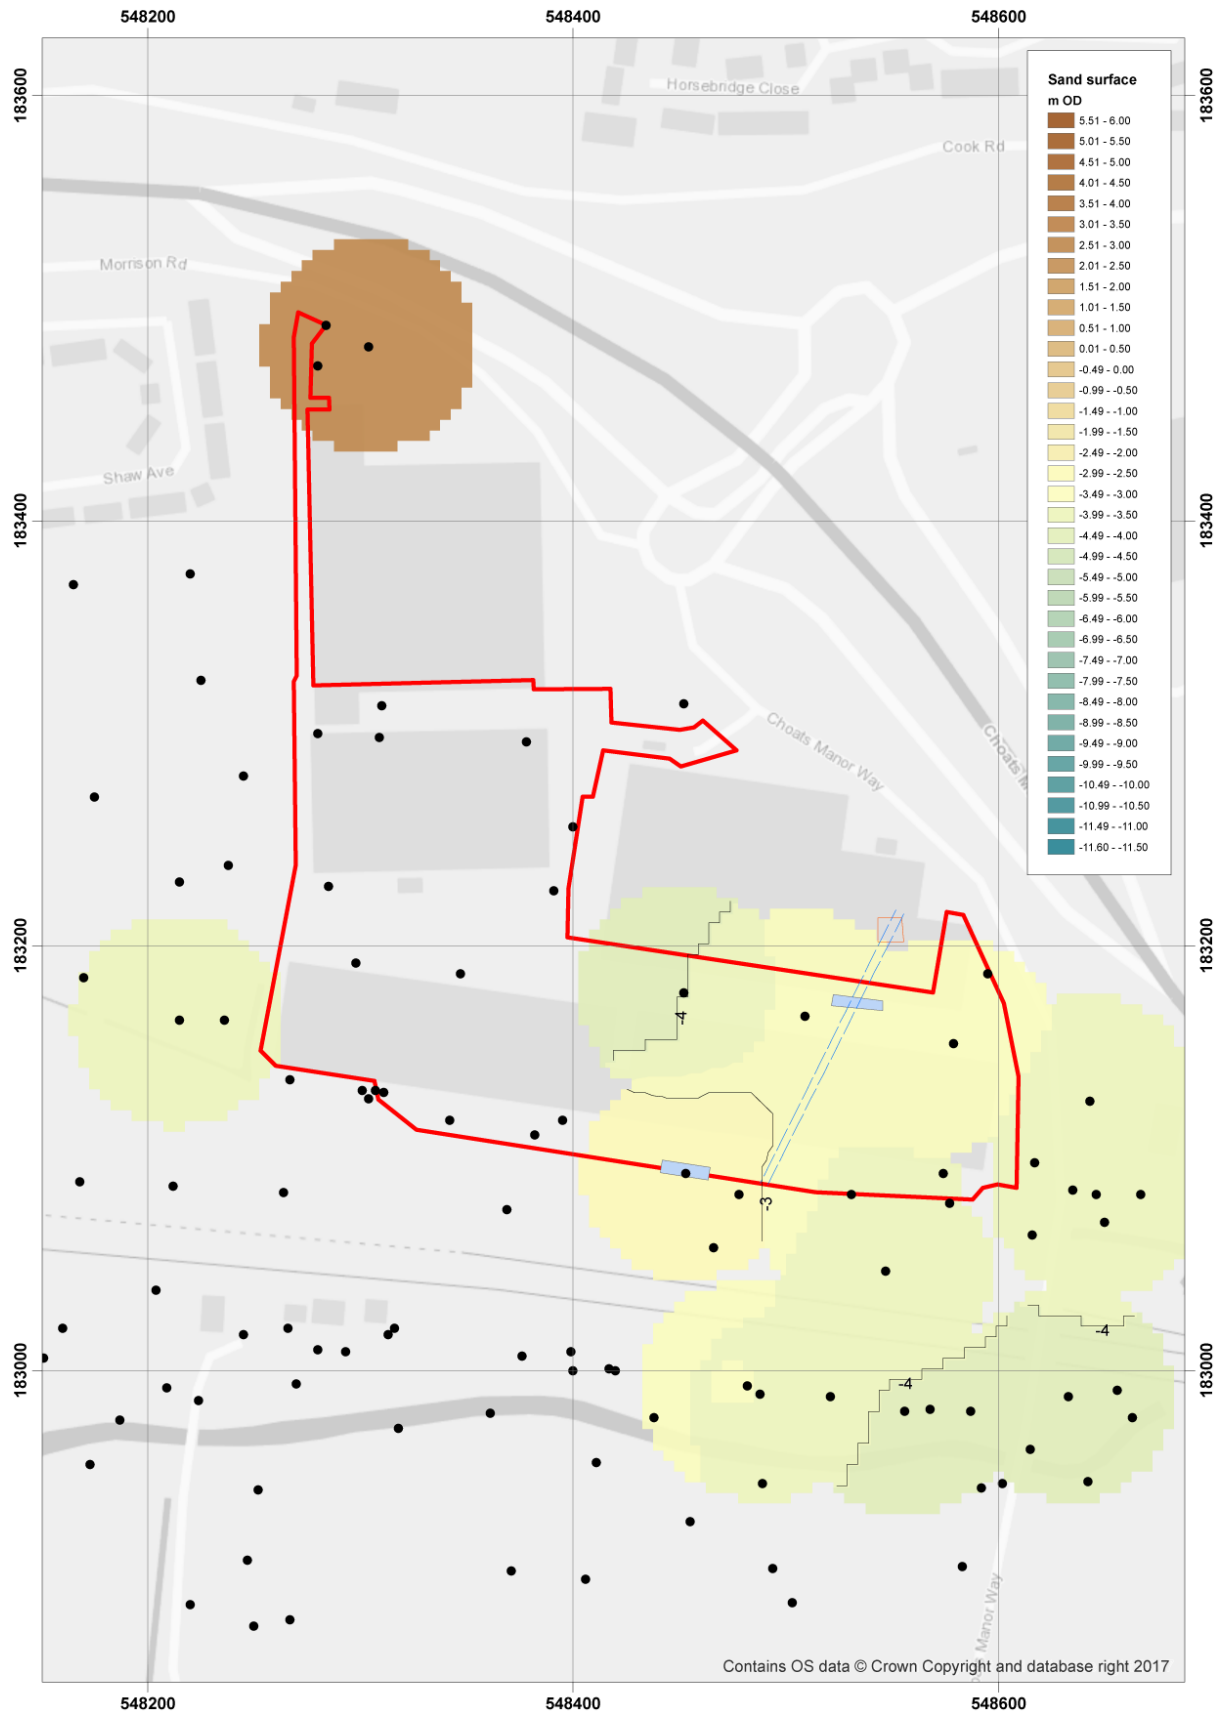 548200
548400
548600
183600
183600
Horsebridge Close
Cook Rd
Morrison Rd
Shaw Ave
183400
183400
Choats Manor Way
Choats M
183200
183200
-4
-3
-4
-4
183000
183000
Manor Way
Sand surface
m OD
5.51 - 6.00
5.01 - 5.50
4.51 - 5.00
4.01 - 4.50
3.51 - 4.00
3.01 - 3.50
2.51 - 3.00
2.01 - 2.50
1.51 - 2.00
1.01 - 1.50
0.51 - 1.00
0.01 - 0.50
-0.49 - 0.00
-0.99 - -0.50
-1.49 - -1.00
-1.99 - -1.50
-2.49 - -2.00
-2.99 - -2.50
-3.49 - -3.00
-3.99 - -3.50
-4.49 - -4.00
-4.99 - -4.50
-5.49 - -5.00
-5.99 - -5.50
-6.49 - -6.00
-6.99 - -6.50
-7.49 - -7.00
-7.99 - -7.50
-8.49 - -8.00
-8.99 - -8.50
-9.49 - -9.00
-9.99 - -9.50
-10.49 - -10.00
-10.99 - -10.50
-11.49 - -11.00
-11.60 - -11.50
Contains OS data © Crown Copyright and database right 2017
548200
548400
548600